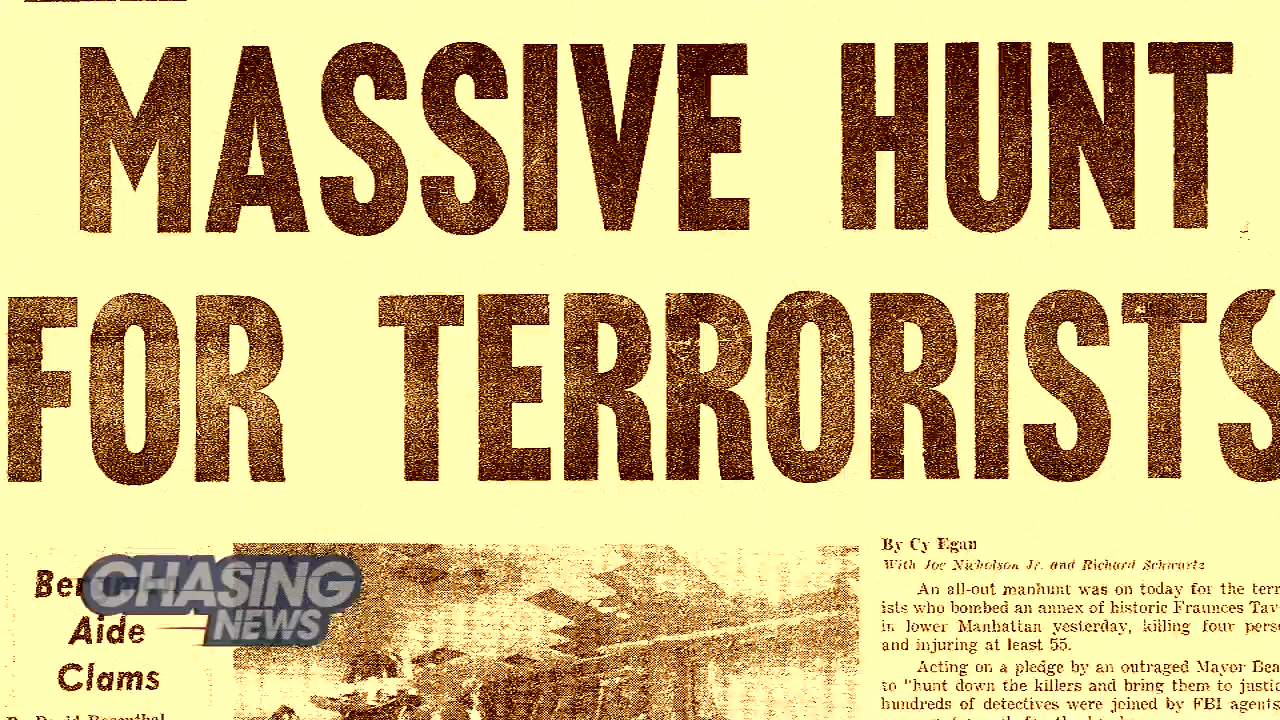 MASSIVE HUNT
FOR TERRORISTS
CHASING
NEWS
Aide
Clams
By Cy Egan
With Joe Nicholson Jr. and Richard Schwartz
An all-out manhunt was on today for the terr
ists who bombed an annex of historic Fraunces Tav
in lower Manhattan yesterday, killing four pers
and injuring at least 55.
Acting on a pledge by an outraged Mayor Bea
to "hunt down the killers and bring them to justic
hundreds of detectives were joined by FBI agents